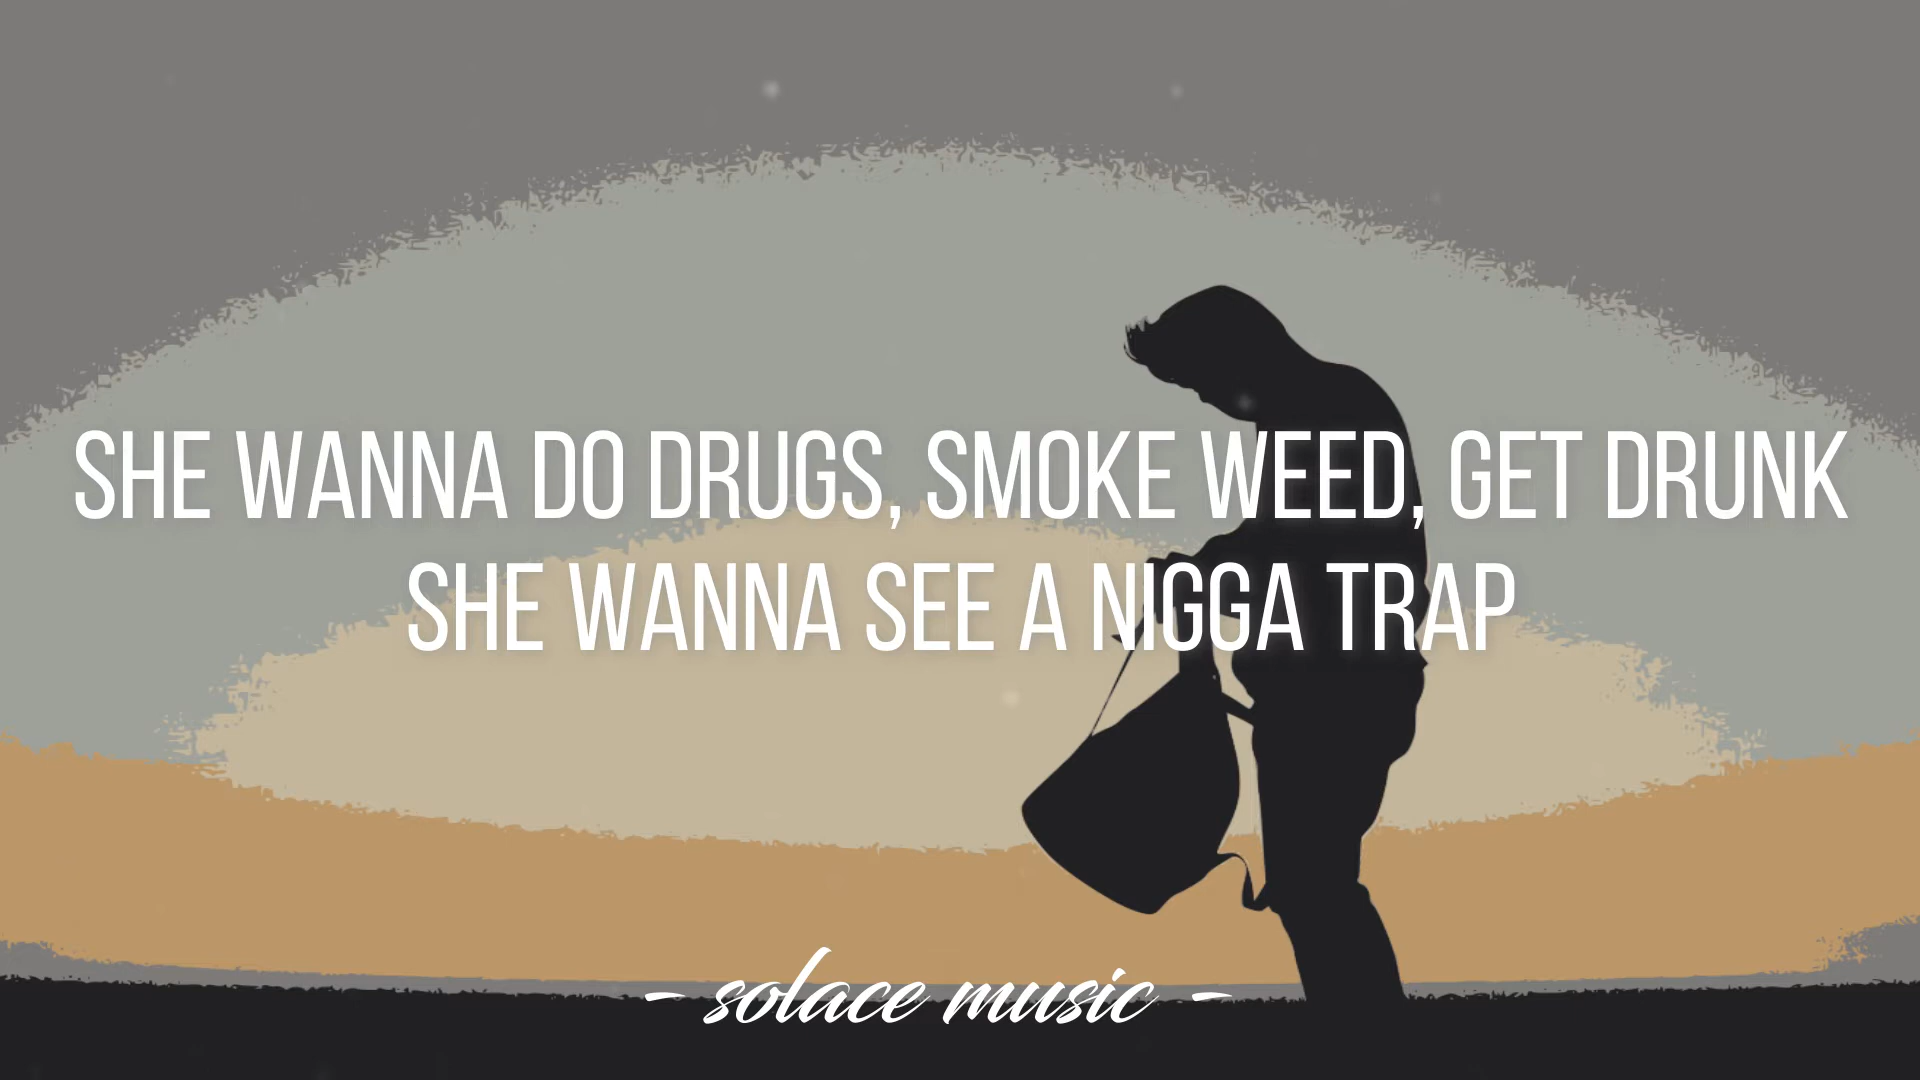 SHE WANNA DO DRUGS, SMOKE WEED, GET DRUNK
SHE WANNA SEE A NIGGA TRAP
- solace music -